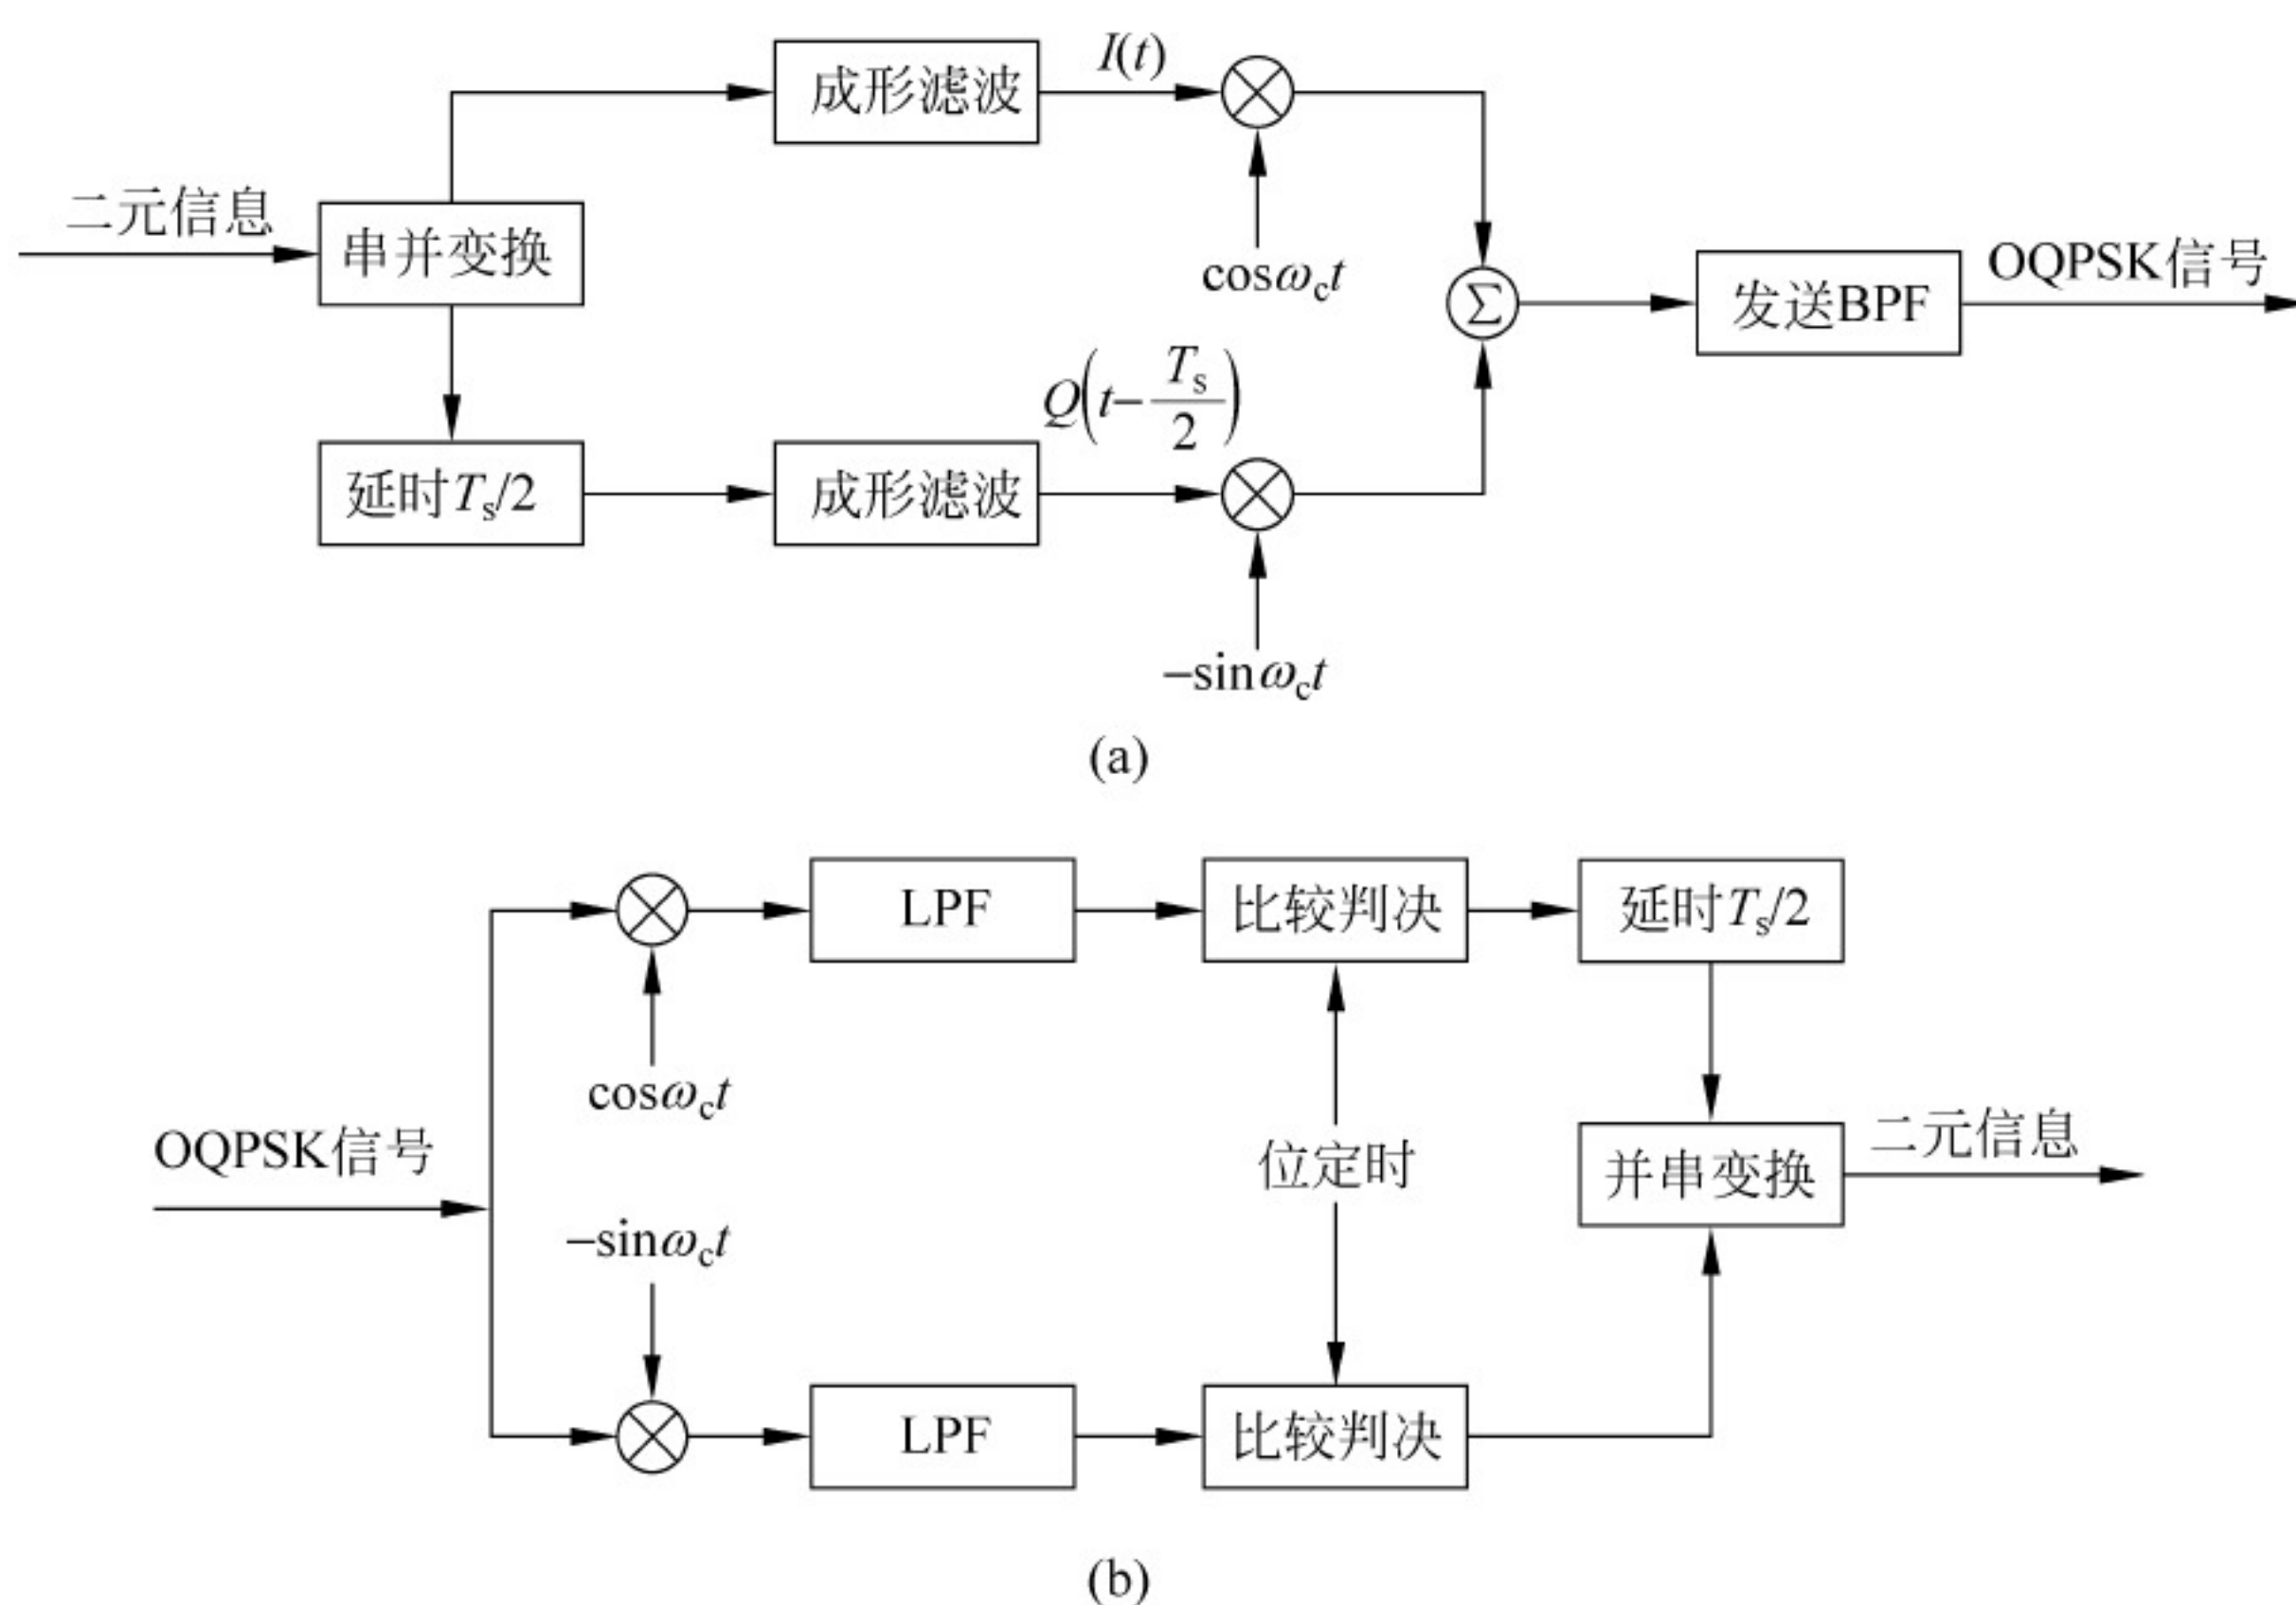 I(t)
成形滤波
二元信息
串并变换
cosω_c t
OQPSK信号
Σ
发送BPF
Q(t−T_s/2)
延时T_s/2
成形滤波
−sinω_c t
(a)
LPF
比较判决
延时T_s/2
cosω_c t
OQPSK信号
位定时
二元信息
并串变换
−sinω_c t
LPF
比较判决
(b)